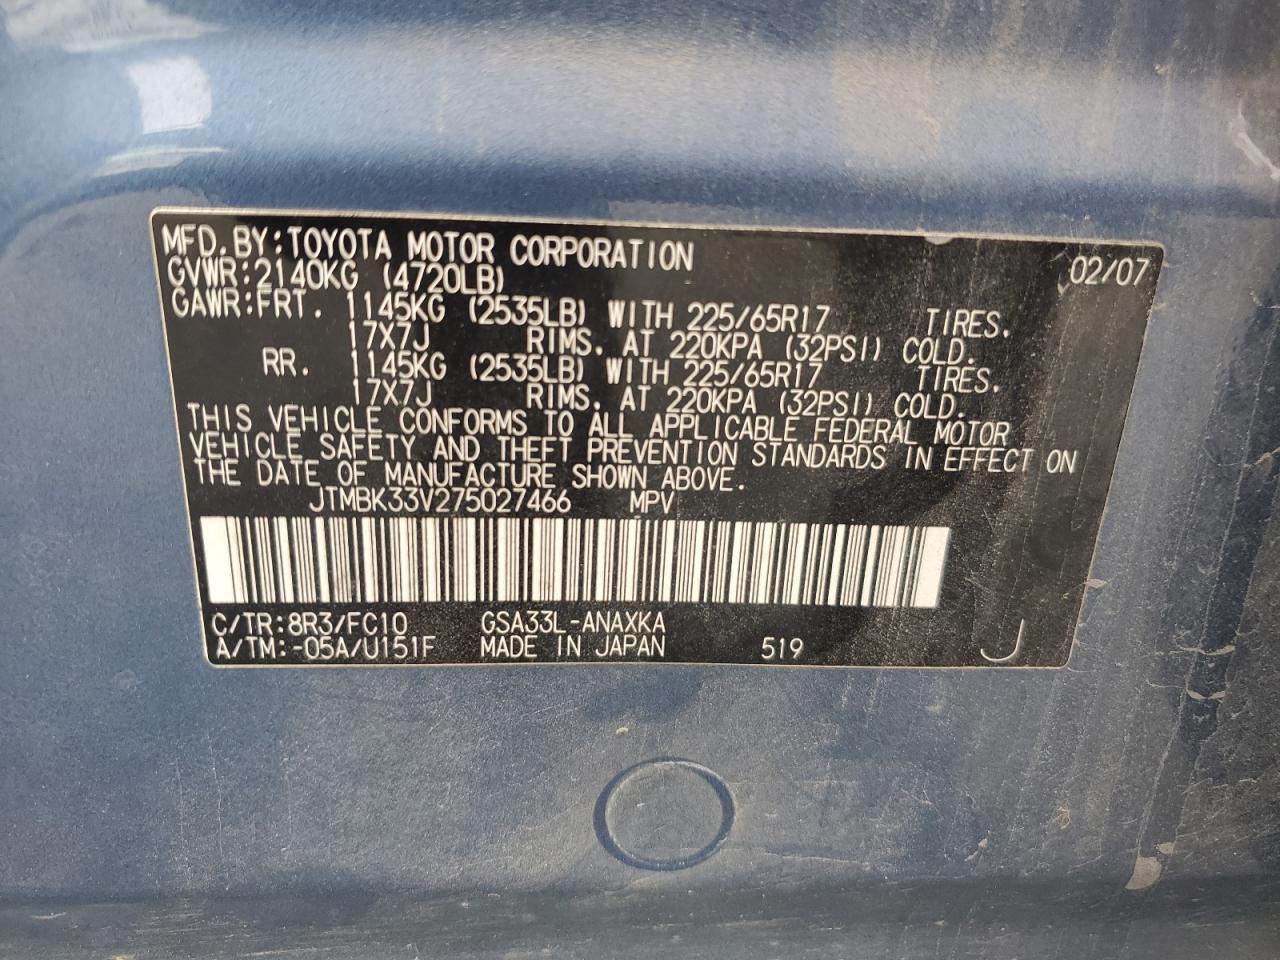 MFD. BY: TOYOTA MOTOR CORPORATION 02/07
GVWR: 2140KG (4720LB)
GAWR: FRT. 1145KG (2535LB) WITH 225/65R17 TIRES.
17X7J RIMS. AT 220KPA (32PSI) COLD.
RR. 1145KG (2535LB) WITH 225/65R17 TIRES.
17X7J RIMS. AT 220KPA (32PSI) COLD.
THIS VEHICLE CONFORMS TO ALL APPLICABLE FEDERAL MOTOR
VEHICLE SAFETY AND THEFT PREVENTION STANDARDS IN EFFECT ON
THE DATE OF MANUFACTURE SHOWN ABOVE.
JTMBK33V275027466 MPV
C/TR: 8R3/FC10 GSA33L-ANAXKA
A/TM: -05A/U151F MADE IN JAPAN 519 J